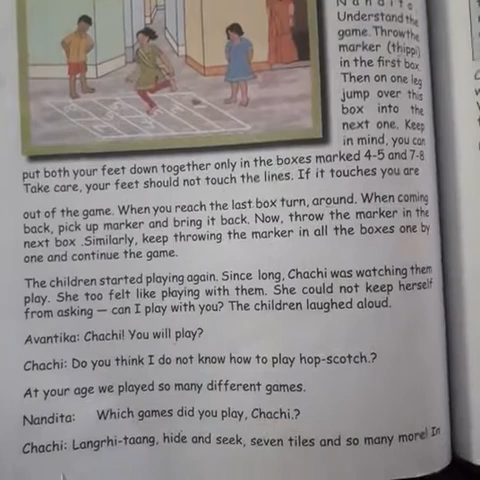 Nandita
Understand the
game. Throw the
marker (thippi)
in the first box.
Then on one leg
jump over this
box into the
next one. Keep
in mind, you can
put both your feet down together only in the boxes marked 4-5 and 7-8
Take care, your feet should not touch the lines. If it touches you are
out of the game. When you reach the last box turn, around. When coming
back, pick up marker and bring it back. Now, throw the marker in the
next box .Similarly, keep throwing the marker in all the boxes one by
one and continue the game.
The children started playing again. Since long, Chachi was watching them
play. She too felt like playing with them. She could not keep herself
from asking – can I play with you? The children laughed aloud.
Avantika: Chachi! You will play?
Chachi: Do you think I do not know how to play hop-scotch.?
At your age we played so many different games.
Nandita: Which games did you play, Chachi.?
Chachi: Langrhi-taang, hide and seek, seven tiles and so many more! In